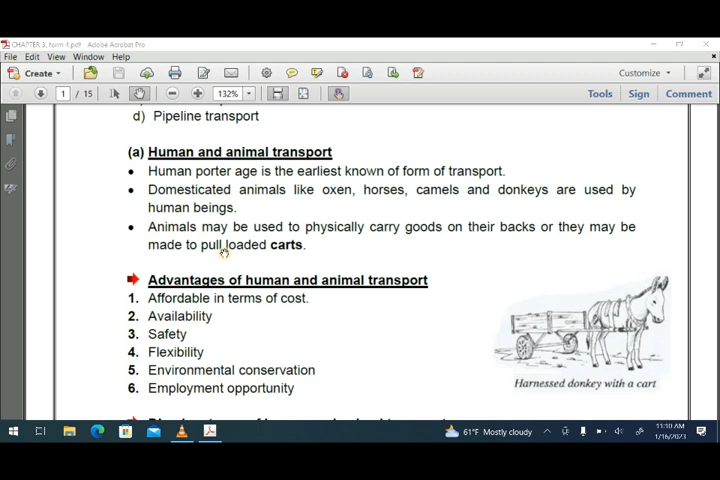 CHAPTER 3, form 4.pdf - Adobe Acrobat Pro
File Edit View Window Help
Create
Customize
1 / 15
132%
Tools Sign Comment
d) Pipeline transport
(a) Human and animal transport
• Human porter age is the earliest known of form of transport.
• Domesticated animals like oxen, horses, camels and donkeys are used by
human beings.
• Animals may be used to physically carry goods on their backs or they may be
made to pull loaded carts.
Advantages of human and animal transport
1. Affordable in terms of cost.
2. Availability
3. Safety
4. Flexibility
5. Environmental conservation
6. Employment opportunity
Harnessed donkey with a cart
61°F Mostly cloudy
11:10 AM
1/16/2023